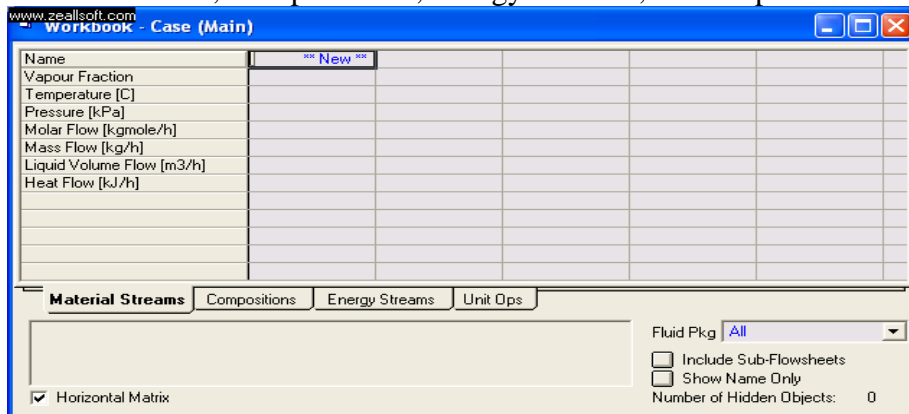 www.zeallsoft.com
Workbook - Case (Main)
Name ** New **
Vapour Fraction
Temperature [C]
Pressure [kPa]
Molar Flow [kgmole/h]
Mass Flow [kg/h]
Liquid Volume Flow [m3/h]
Heat Flow [kJ/h]
Material Streams Compositions Energy Streams Unit Ops
Fluid Pkg All
Include Sub-Flowsheets
Show Name Only
Horizontal Matrix Number of Hidden Objects: 0